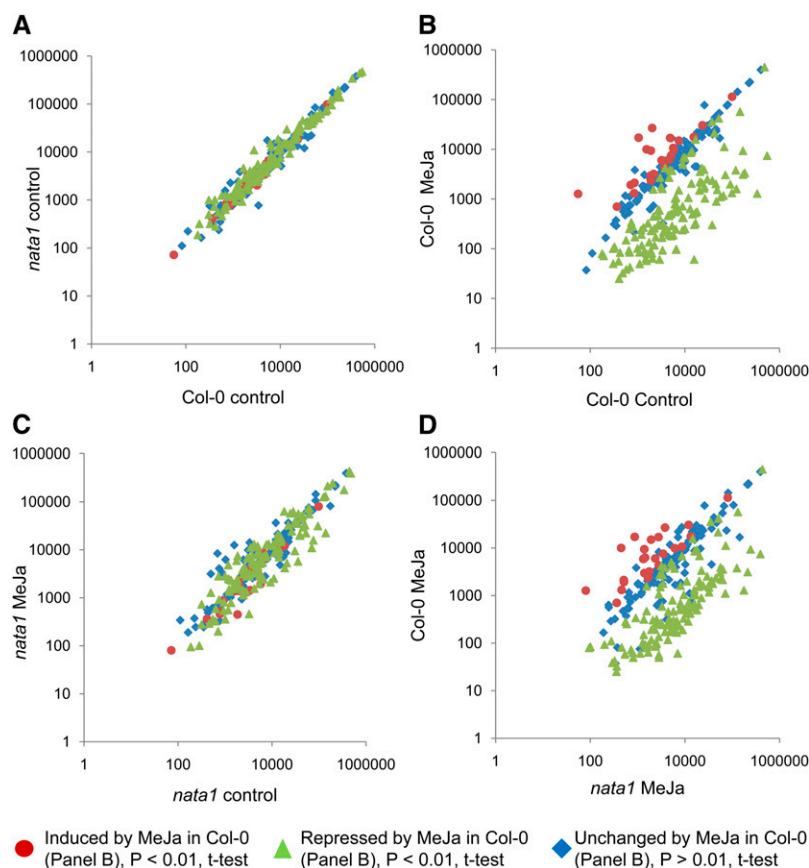 A
1000000
100000
10000
1000
100
10
1
nata1 control
1 100 10000 1000000
Col-0 control
B
1000000
100000
10000
1000
100
10
1
Col-0 MeJa
1 100 10000 1000000
Col-0 Control
C
1000000
100000
10000
1000
100
10
1
nata1 MeJa
1 100 10000 1000000
nata1 control
D
1000000
100000
10000
1000
100
10
1
Col-0 MeJa
1 100 10000 1000000
nata1 MeJa
Induced by MeJa in Col-0
(Panel B), P < 0.01, t-test
Repressed by MeJa in Col-0
(Panel B), P < 0.01, t-test
Unchanged by MeJa in Col-0
(Panel B), P > 0.01, t-test